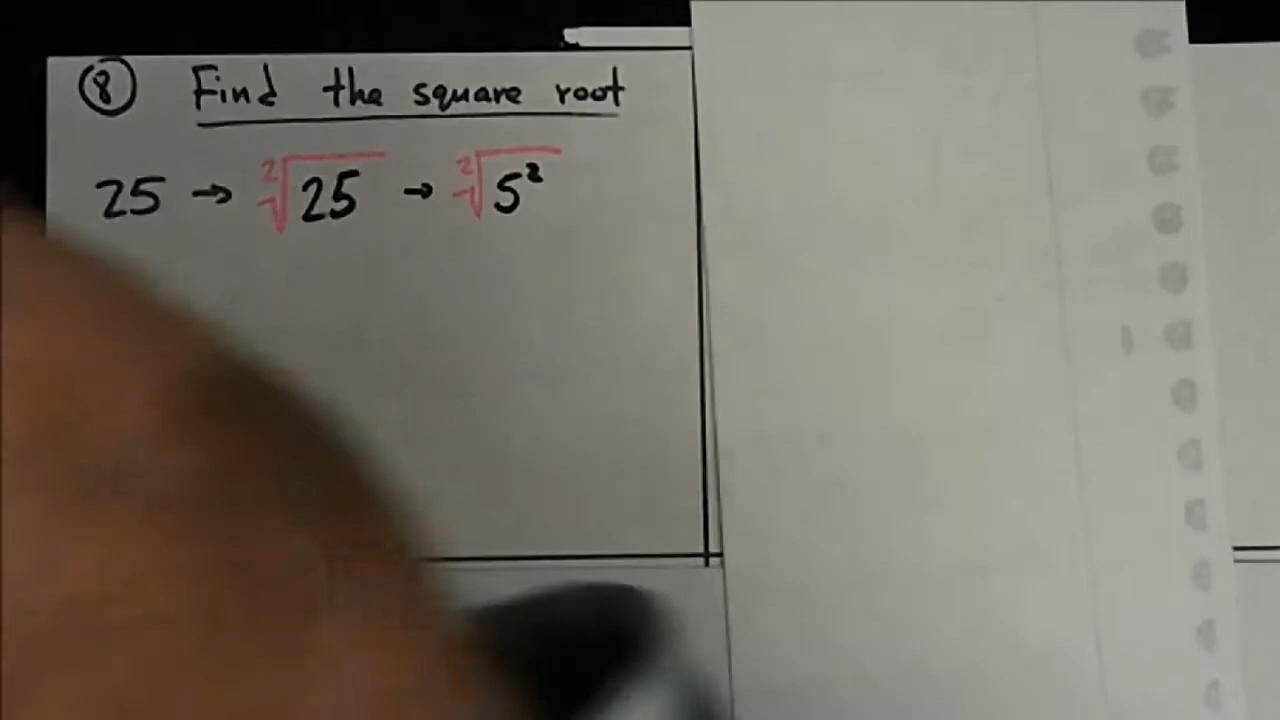 ⑧ Find the square root
25 → ²√25 → ²√5²